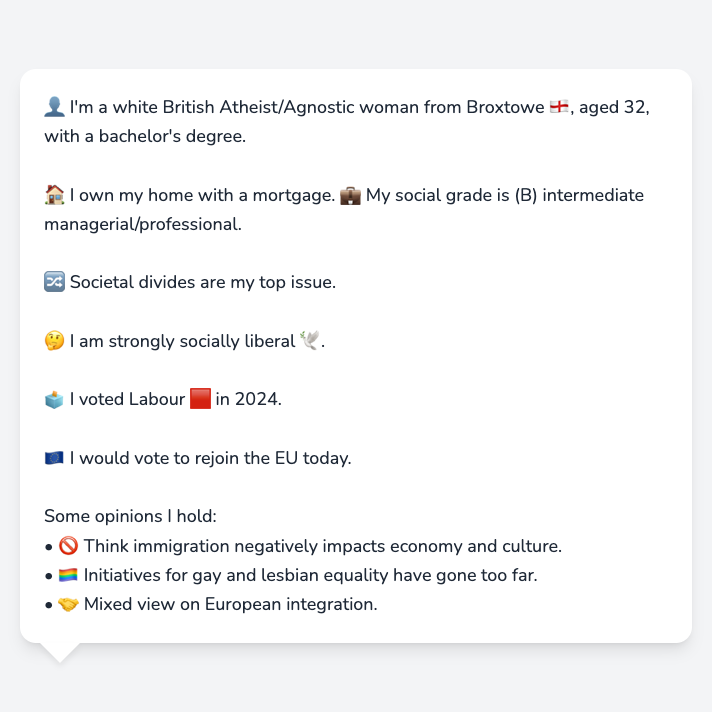 👤 I'm a white British Atheist/Agnostic woman from Broxtowe 🏴󠁧󠁢󠁥󠁮󠁧󠁿, aged 32,
with a bachelor's degree.
🏠 I own my home with a mortgage. 💼 My social grade is (B) intermediate
managerial/professional.
🔀 Societal divides are my top issue.
🤔 I am strongly socially liberal 🕊️.
🗳️ I voted Labour 🟥 in 2024.
🇪🇺 I would vote to rejoin the EU today.
Some opinions I hold:
• 🚫 Think immigration negatively impacts economy and culture.
• 🏳️‍🌈 Initiatives for gay and lesbian equality have gone too far.
• 🤝 Mixed view on European integration.